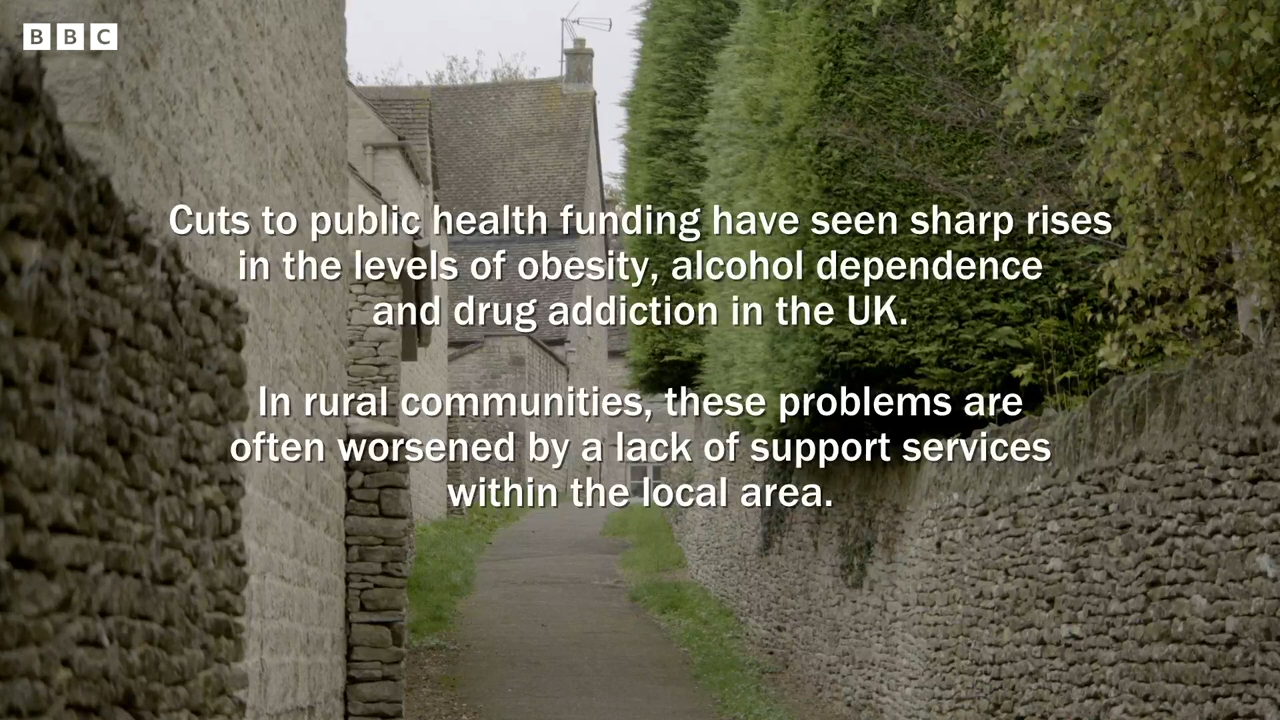 BBC
Cuts to public health funding have seen sharp rises
in the levels of obesity, alcohol dependence
and drug addiction in the UK.
In rural communities, these problems are
often worsened by a lack of support services
within the local area.